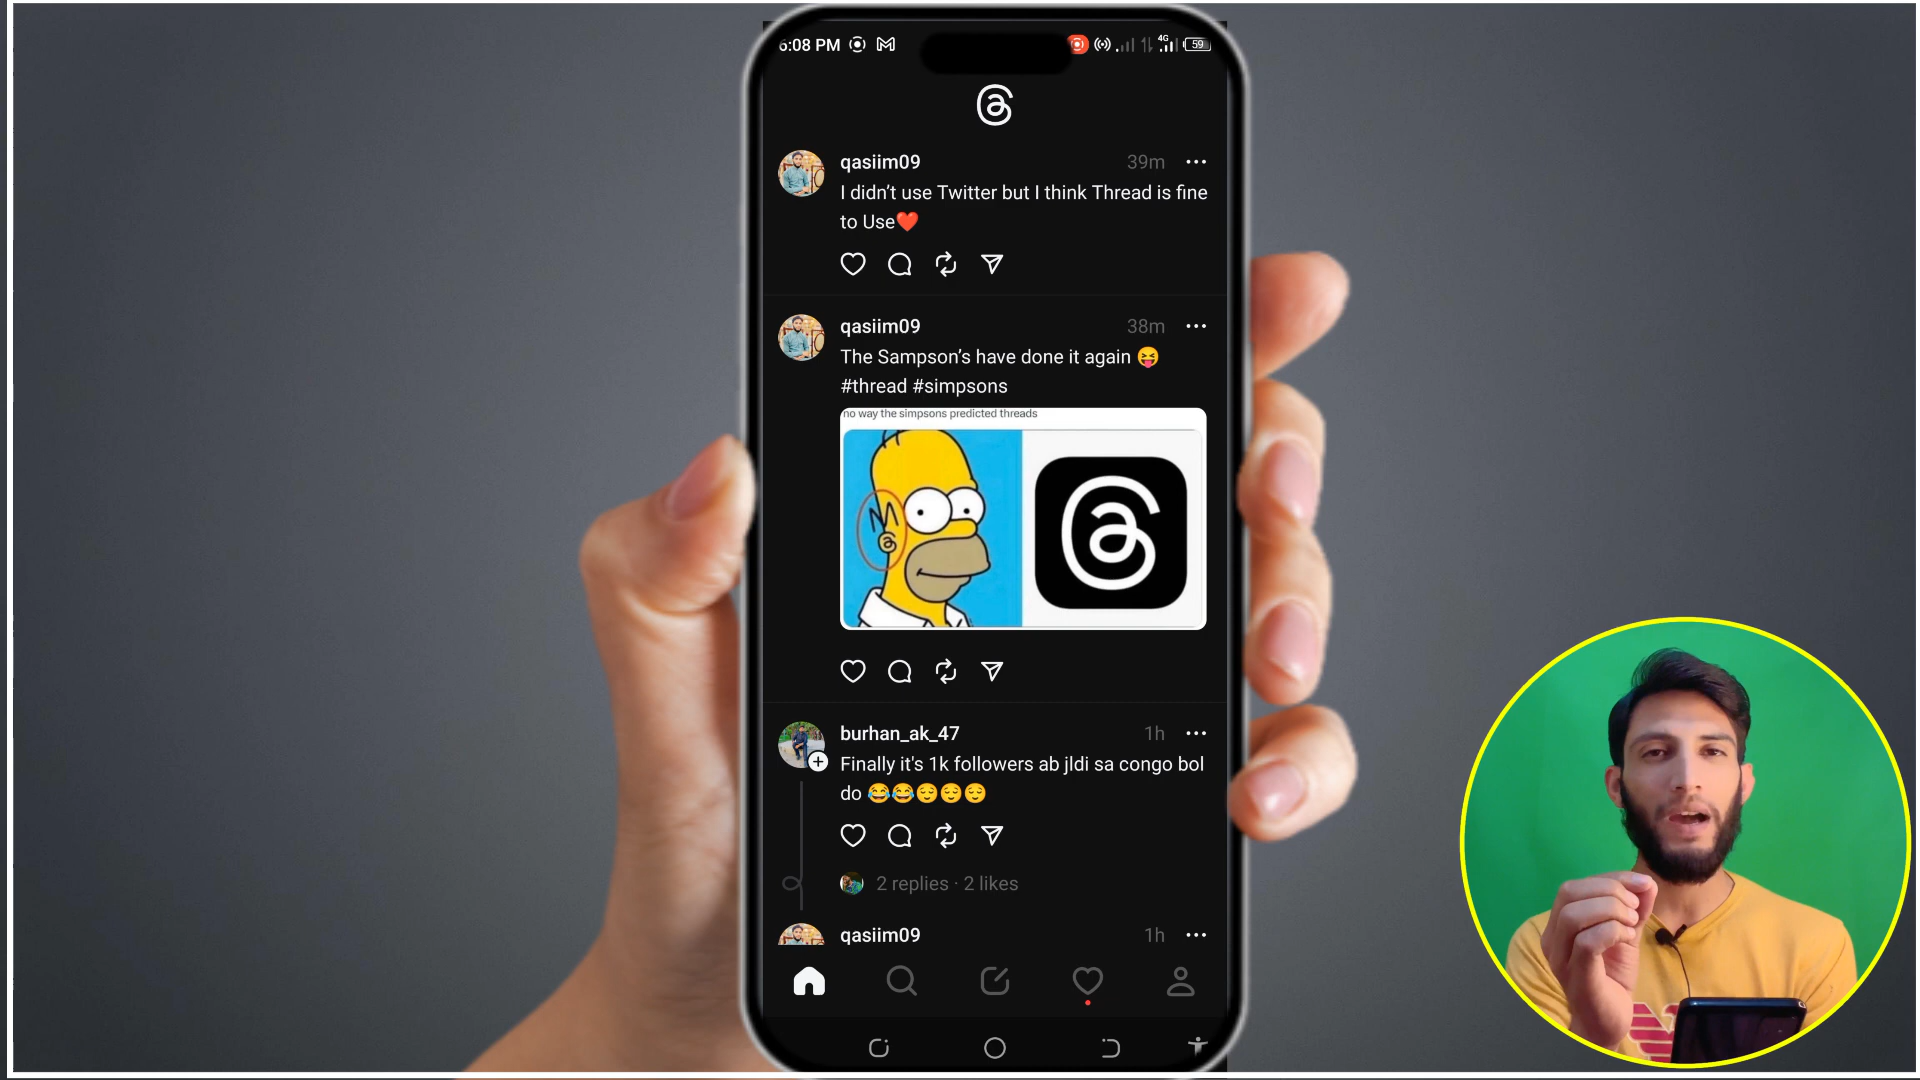 6:08 PM
4G
59
qasiim09
39m
I didn't use Twitter but I think Thread is fine
to Use❤️
qasiim09
38m
The Sampson's have done it again 😝
#thread #simpsons
no way the simpsons predicted threads
burhan_ak_47
1h
Finally it's 1k followers ab jldi sa congo bol
do 😂😂😌😌😌
2 replies · 2 likes
qasiim09
1h